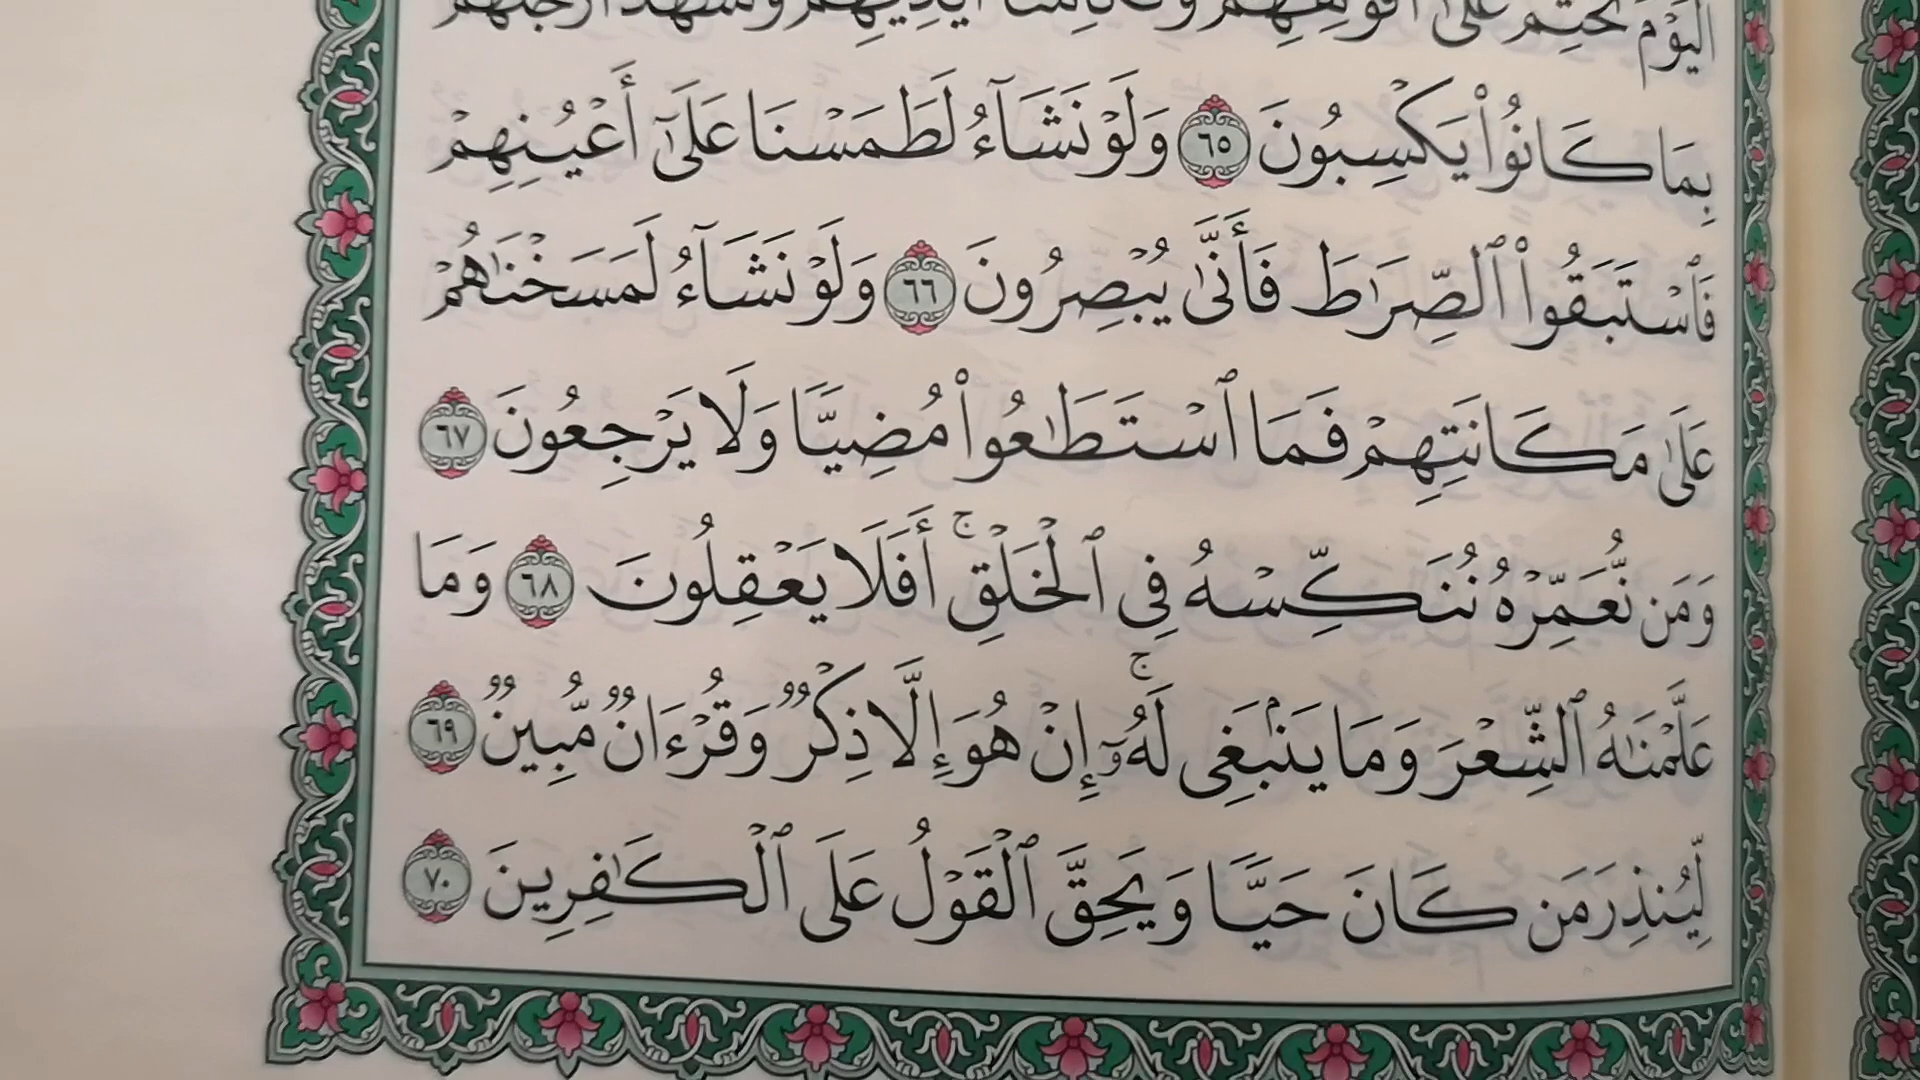 ٱلۡيَوۡمَ نَخۡتِمُ عَلَىٰٓ أَفۡوَٰهِهِمۡ وَتُكَلِّمُنَآ أَيۡدِيهِمۡ وَتَشۡهَدُ أَرۡجُلُهُم
بِمَا كَانُواْ يَكۡسِبُونَ ٦٥ وَلَوۡ نَشَآءُ لَطَمَسۡنَا عَلَىٰٓ أَعۡيُنِهِمۡ
فَٱسۡتَبَقُواْ ٱلصِّرَٰطَ فَأَنَّىٰ يُبۡصِرُونَ ٦٦ وَلَوۡ نَشَآءُ لَمَسَخۡنَٰهُمۡ
عَلَىٰ مَكَانَتِهِمۡ فَمَا ٱسۡتَطَٰعُواْ مُضِيّٗا وَلَا يَرۡجِعُونَ ٦٧
وَمَن نُّعَمِّرۡهُ نُنَكِّسۡهُ فِي ٱلۡخَلۡقِۚ أَفَلَا يَعۡقِلُونَ ٦٨ وَمَا
عَلَّمۡنَٰهُ ٱلشِّعۡرَ وَمَا يَنۢبَغِي لَهُۥٓۚ إِنۡ هُوَ إِلَّا ذِكۡرٞ وَقُرۡءَانٞ مُّبِينٞ ٦٩
لِّيُنذِرَ مَن كَانَ حَيّٗا وَيَحِقَّ ٱلۡقَوۡلُ عَلَى ٱلۡكَٰفِرِينَ ٧٠